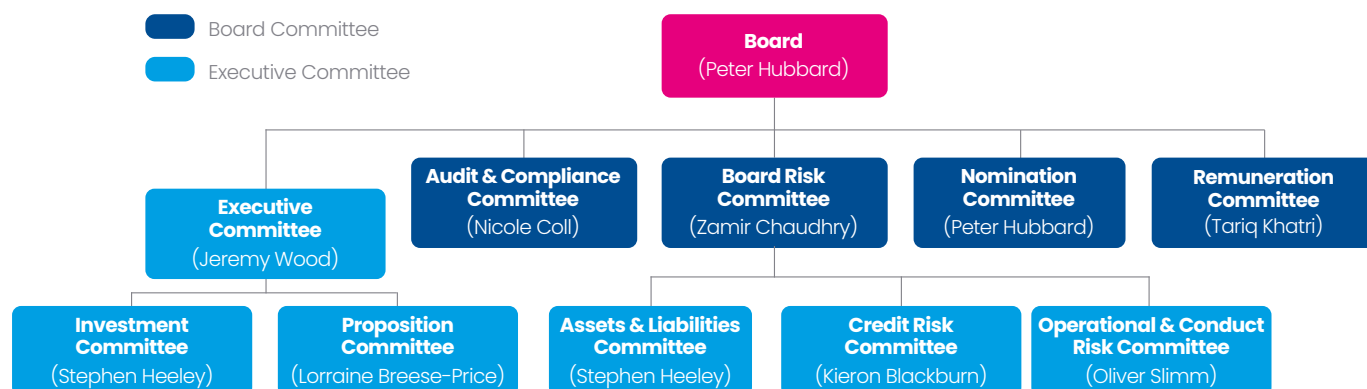 Board Committee
Executive Committee
Board
(Peter Hubbard)
Executive
Committee
(Jeremy Wood)
Audit & Compliance
Committee
(Nicole Coll)
Board Risk
Committee
(Zamir Chaudhry)
Nomination
Committee
(Peter Hubbard)
Remuneration
Committee
(Tariq Khatri)
Investment
Committee
(Stephen Heeley)
Proposition
Committee
(Lorraine Breese-Price)
Assets & Liabilities
Committee
(Stephen Heeley)
Credit Risk
Committee
(Kieron Blackburn)
Operational & Conduct
Risk Committee
(Oliver Slimm)